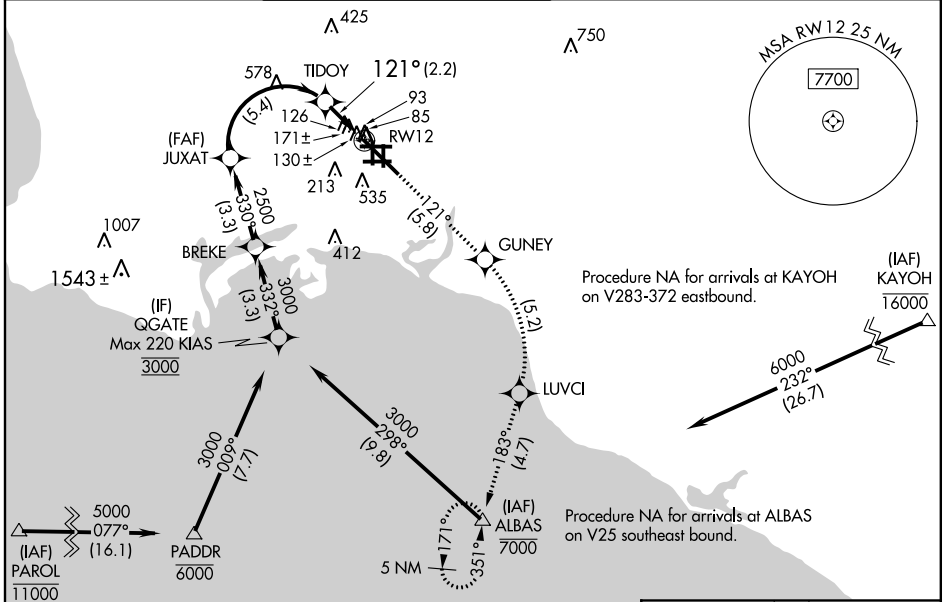 425
750
MSA RW12 25 NM
7700
578
TIDOY
121° (2.2)
(5.4)
126
93
85
171±
RW12
130±
(FAF)
JUXAT
213
535
2500
330°
(3.3)
121°
(5.8)
1007
BREKE
412
GUNEY
1543±
3000
332°
(3.3)
(5.2)
Procedure NA for arrivals at KAYOH
on V283-372 eastbound.
(IAF)
KAYOH
16000
(IF)
QGATE
Max 220 KIAS
3000
6000
232°
(26.7)
LUVCI
3000
298°
(9.8)
183°
(4.7)
3000
009°
(7.7)
5000
077°
(16.1)
(IAF)
PAROL
11000
PADDR
6000
171°
351°
5 NM
(IAF)
ALBAS
7000
Procedure NA for arrivals at ALBAS
on V25 southeast bound.